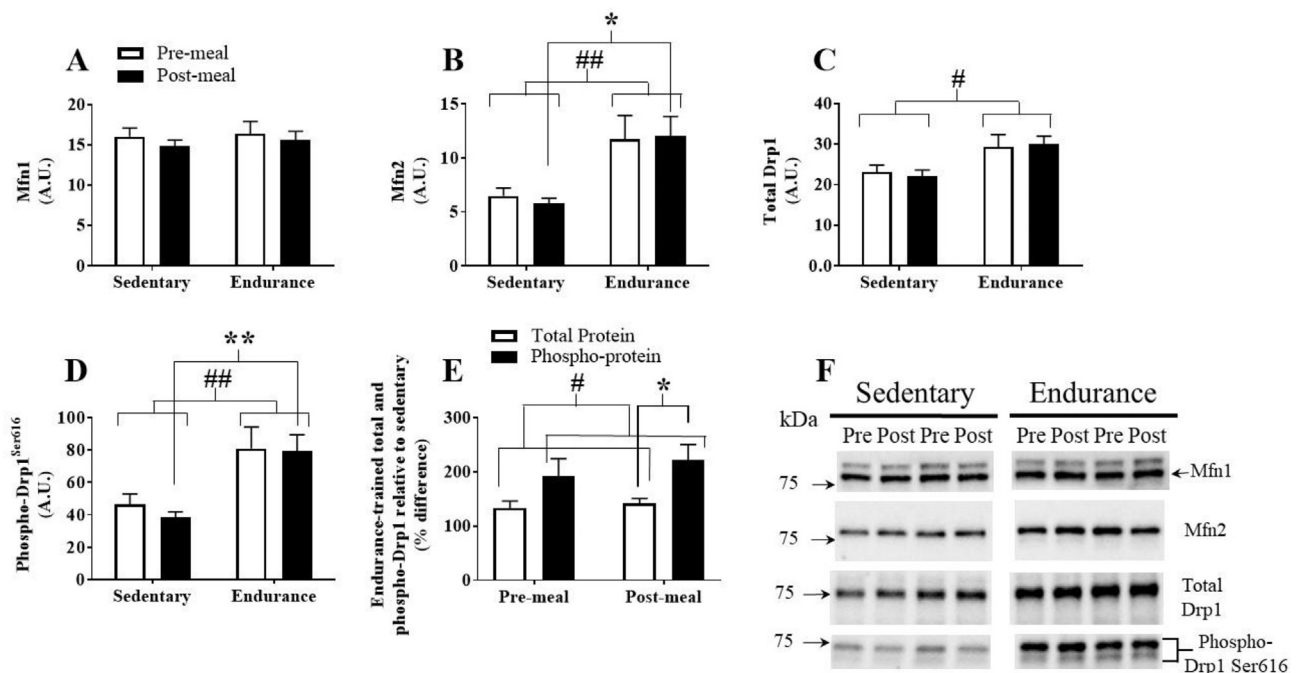 A
Pre-meal
Post-meal
Mfn1
(A.U.)
20
15
10
5
0
Sedentary Endurance
B
*
##
Mfn2
(A.U.)
15
10
5
0
Sedentary Endurance
C
#
Total Drp1
(A.U.)
40.0
30
20
10
0.0
Sedentary Endurance
D
**
##
Phospho-Drp1Ser616
(A.U.)
100
80
60
40
20
0
Sedentary Endurance
E
Total Protein
Phospho-protein
# *
Endurance-trained total and
phospho-Drp1 relative to sedentary
(% difference)
300
200
100
0
Pre-meal Post-meal
F
Sedentary Endurance
kDa
Pre Post Pre Post Pre Post Pre Post
75 Mfn1
75 Mfn2
75 Total
Drp1
75 Phospho-
Drp1 Ser616